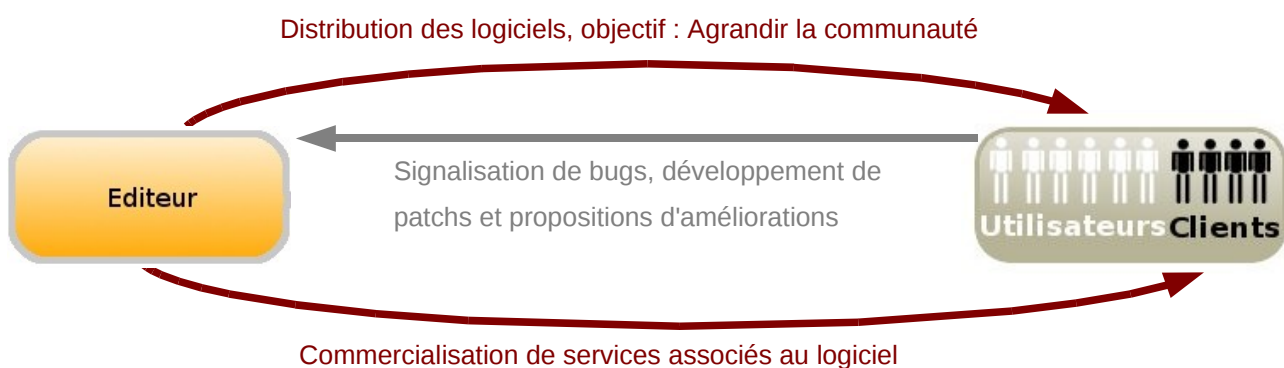 Distribution des logiciels, objectif : Agrandir la communauté
Editeur
Signalisation de bugs, développement de
patchs et propositions d'améliorations
Utilisateurs Clients
Commercialisation de services associés au logiciel